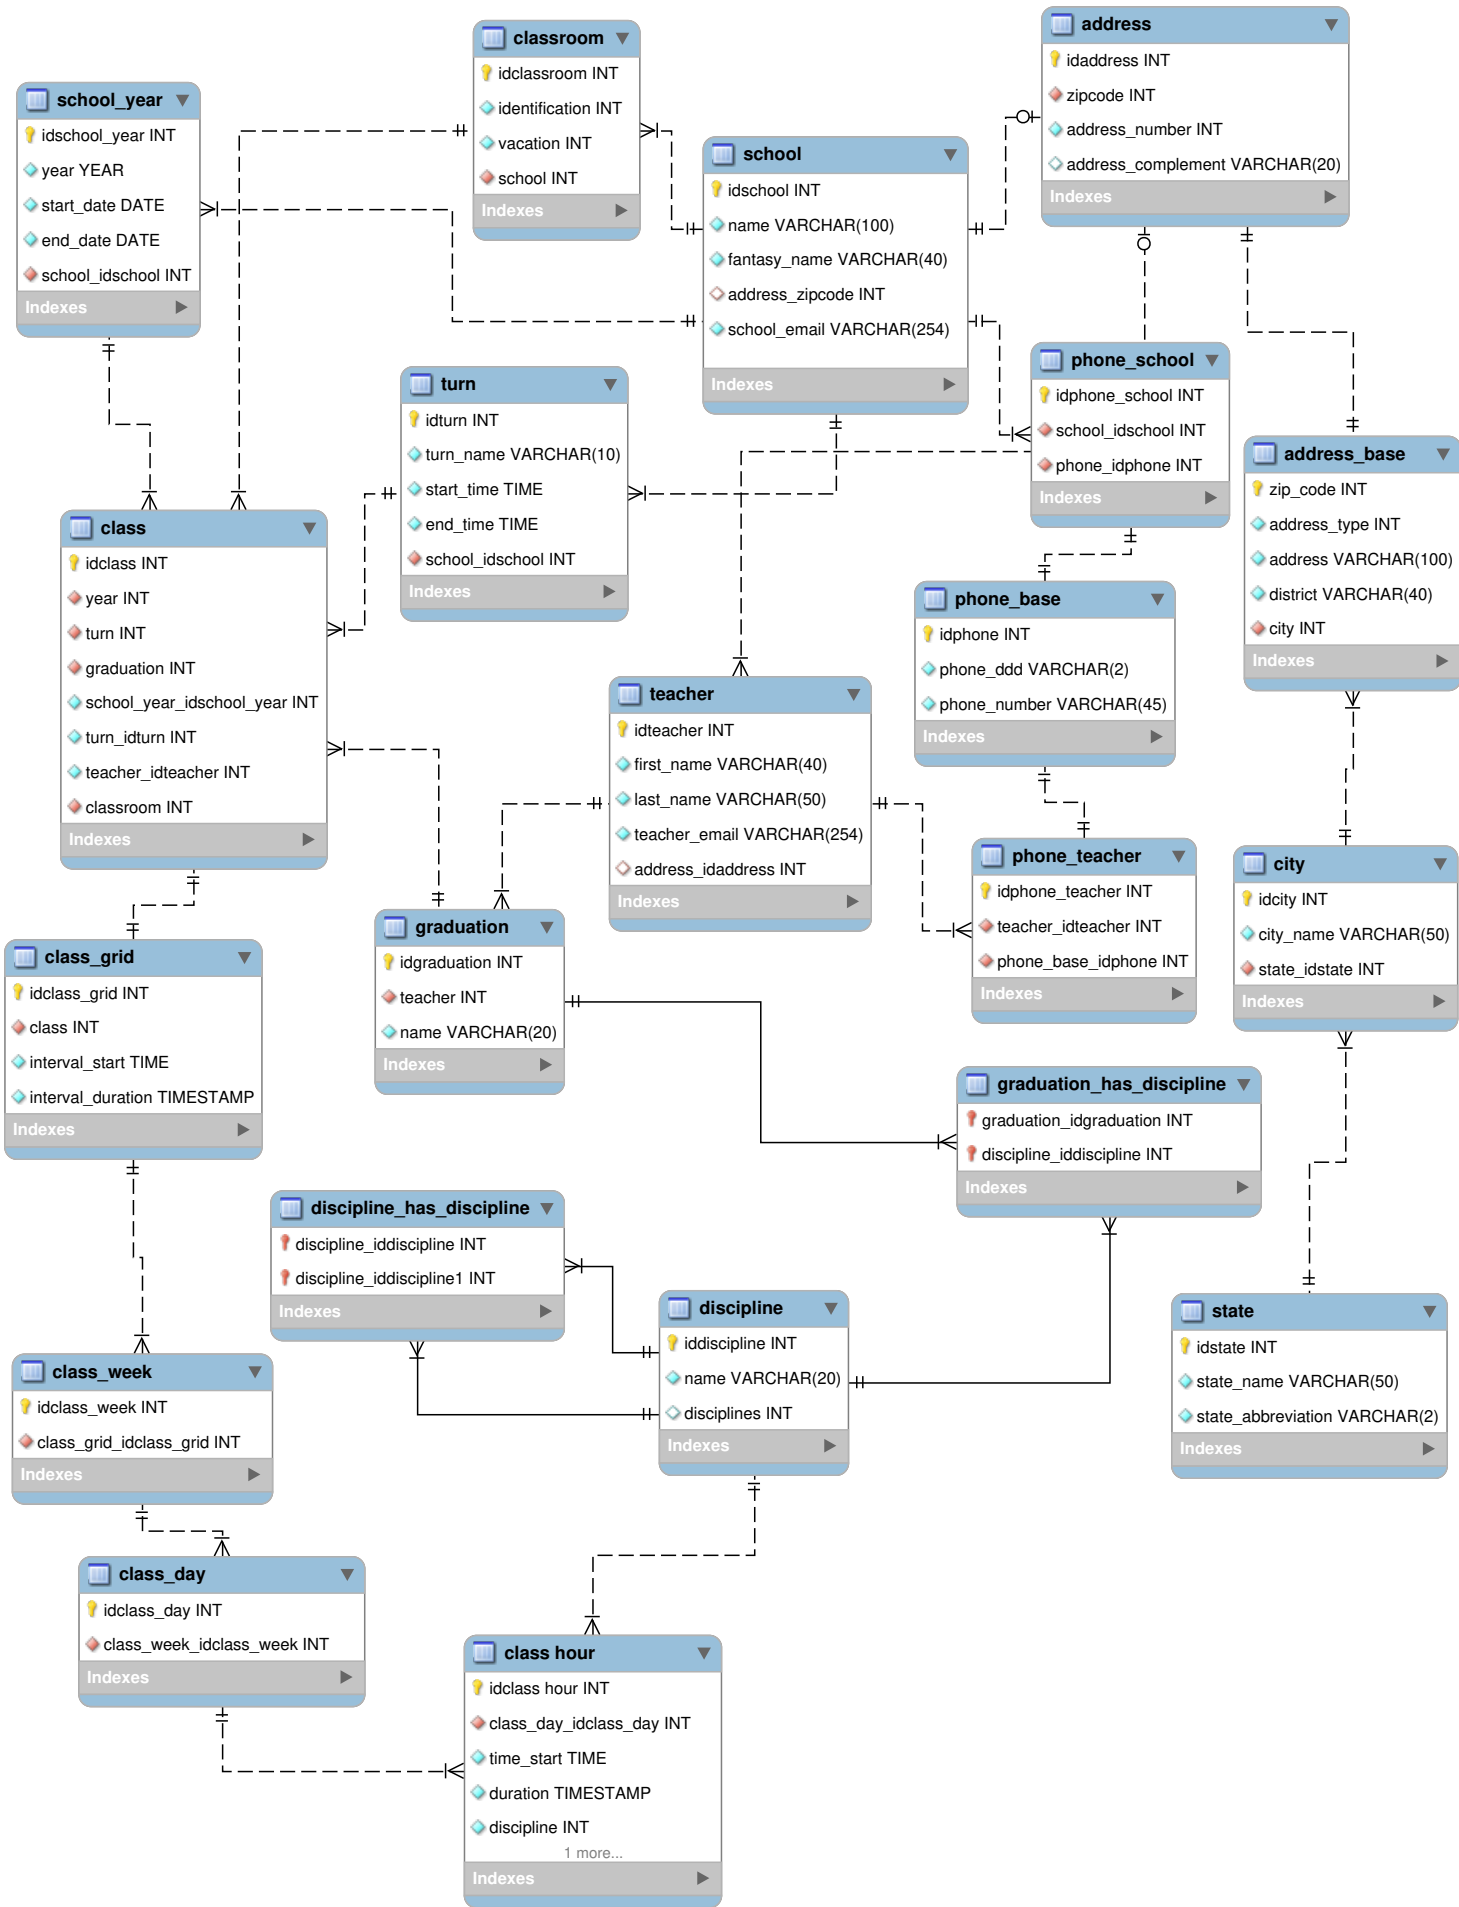 classroom
idclassroom INT
identification INT
vacation INT
school INT
Indexes
address
idaddress INT
zipcode INT
address_number INT
address_complement VARCHAR(20)
Indexes
school_year
idschool_year INT
year YEAR
start_date DATE
end_date DATE
school_idschool INT
Indexes
school
idschool INT
name VARCHAR(100)
fantasy_name VARCHAR(40)
address_zipcode INT
school_email VARCHAR(254)
Indexes
phone_school
idphone_school INT
school_idschool INT
phone_idphone INT
Indexes
turn
idturn INT
turn_name VARCHAR(10)
start_time TIME
end_time TIME
school_idschool INT
Indexes
address_base
zip_code INT
address_type INT
address VARCHAR(100)
district VARCHAR(40)
city INT
Indexes
class
idclass INT
year INT
turn INT
graduation INT
school_year_idschool_year INT
turn_idturn INT
teacher_idteacher INT
classroom INT
Indexes
phone_base
idphone INT
phone_ddd VARCHAR(2)
phone_number VARCHAR(45)
Indexes
teacher
idteacher INT
first_name VARCHAR(40)
last_name VARCHAR(50)
teacher_email VARCHAR(254)
address_idaddress INT
Indexes
phone_teacher
idphone_teacher INT
teacher_idteacher INT
phone_base_idphone INT
Indexes
city
idcity INT
city_name VARCHAR(50)
state_idstate INT
Indexes
graduation
idgraduation INT
teacher INT
name VARCHAR(20)
Indexes
class_grid
idclass_grid INT
class INT
interval_start TIME
interval_duration TIMESTAMP
Indexes
graduation_has_discipline
graduation_idgraduation INT
discipline_iddiscipline INT
Indexes
discipline_has_discipline
discipline_iddiscipline INT
discipline_iddiscipline1 INT
Indexes
discipline
iddiscipline INT
name VARCHAR(20)
disciplines INT
Indexes
state
idstate INT
state_name VARCHAR(50)
state_abbreviation VARCHAR(2)
Indexes
class_week
idclass_week INT
class_grid_idclass_grid INT
Indexes
class_day
idclass_day INT
class_week_idclass_week INT
Indexes
class hour
idclass hour INT
class_day_idclass_day INT
time_start TIME
duration TIMESTAMP
discipline INT
1 more...
Indexes